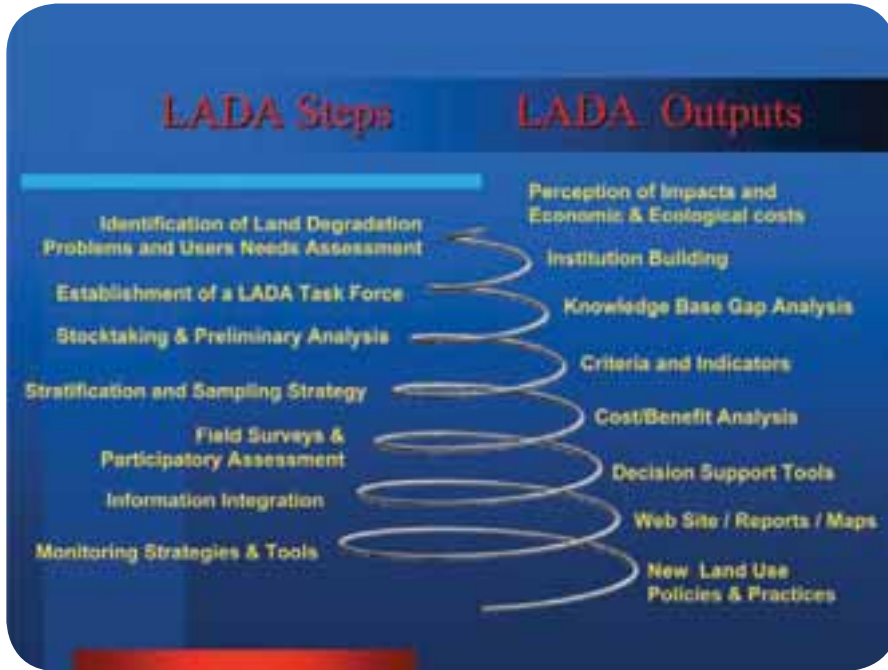 LADA Steps
LADA Outputs
Identification of Land Degradation
Problems and Users Needs Assessment
Establishment of a LADA Task Force
Stocktaking & Preliminary Analysis
Stratification and Sampling Strategy
Field Surveys &
Participatory Assessment
Information Integration
Monitoring Strategies & Tools
Perception of Impacts and
Economic & Ecological costs
Institution Building
Knowledge Base Gap Analysis
Criteria and Indicators
Cost/Benefit Analysis
Decision Support Tools
Web Site / Reports / Maps
New Land Use
Policies & Practices